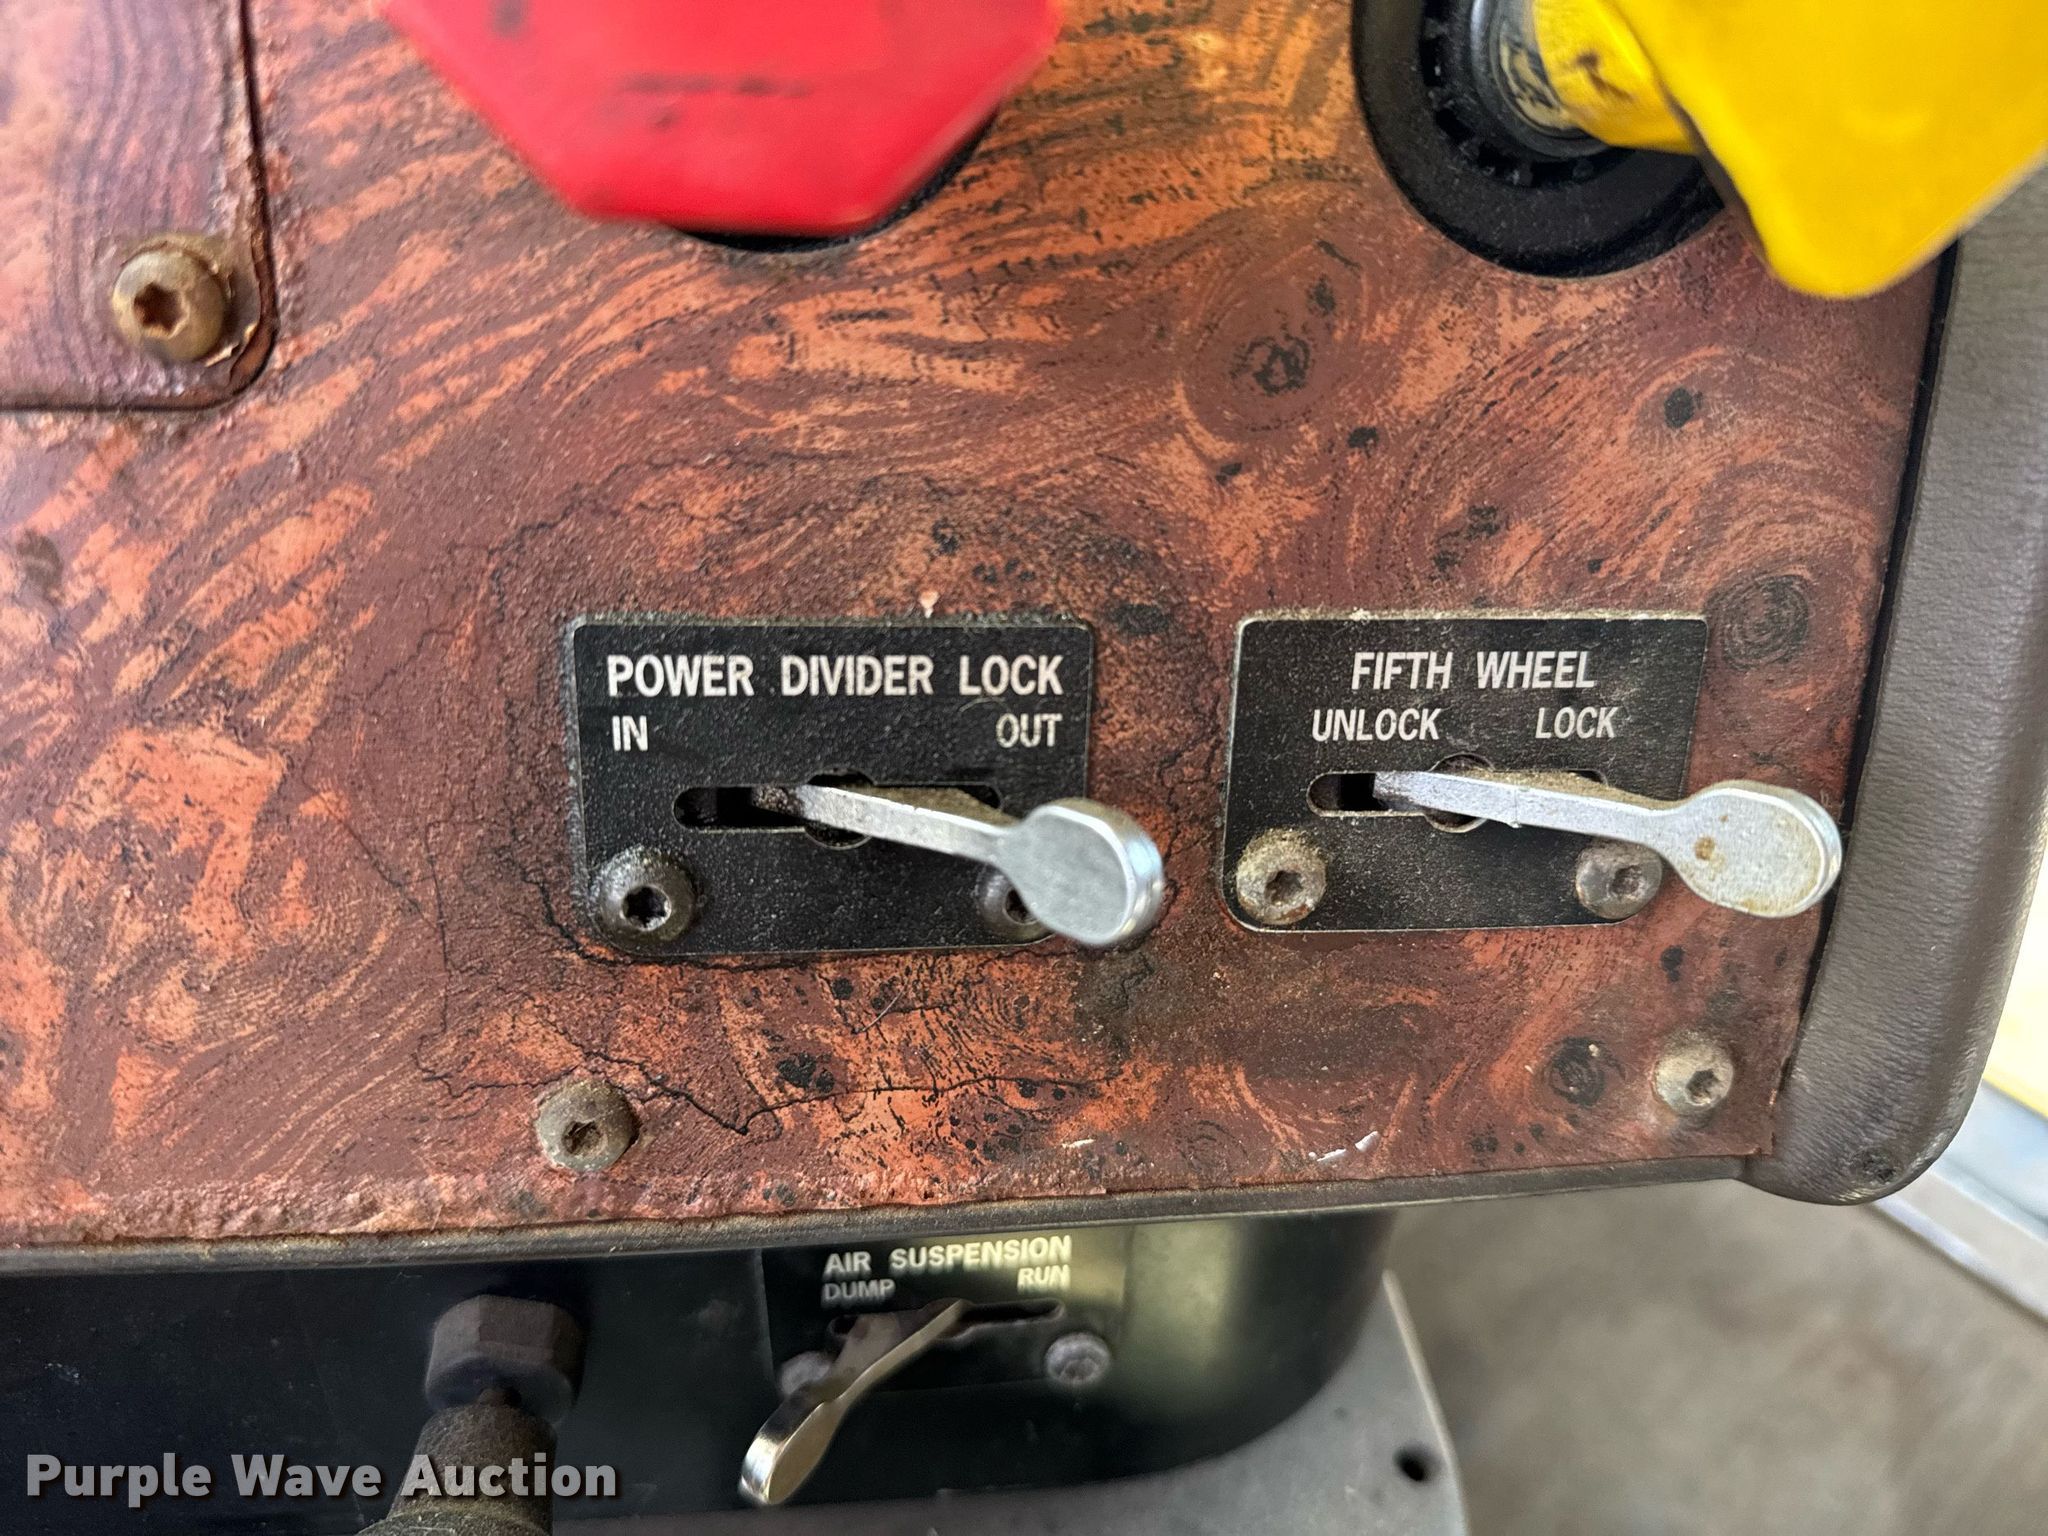 POWER DIVIDER LOCK
IN OUT
FIFTH WHEEL
UNLOCK LOCK
AIR SUSPENSION
DUMP RUN
Purple Wave Auction